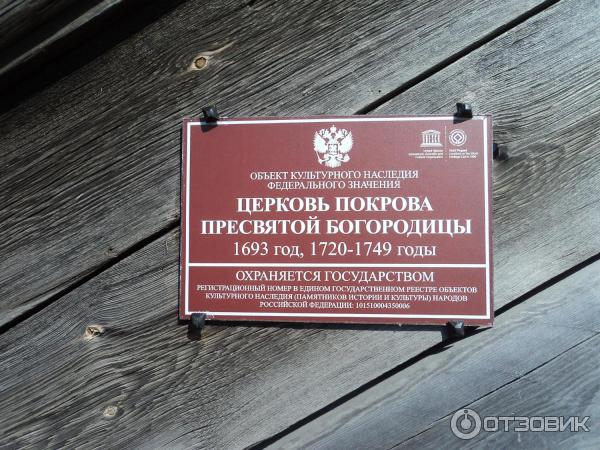 ОБЪЕКТ КУЛЬТУРНОГО НАСЛЕДИЯ
ФЕДЕРАЛЬНОГО ЗНАЧЕНИЯ
ЦЕРКОВЬ ПОКРОВА
ПРЕСВЯТОЙ БОГОРОДИЦЫ
1693 год, 1720-1749 годы
ОХРАНЯЕТСЯ ГОСУДАРСТВОМ
РЕГИСТРАЦИОННЫЙ НОМЕР В ЕДИНОМ ГОСУДАРСТВЕННОМ РЕЕСТРЕ ОБЪЕКТОВ
КУЛЬТУРНОГО НАСЛЕДИЯ (ПАМЯТНИКОВ ИСТОРИИ И КУЛЬТУРЫ) НАРОДОВ
РОССИЙСКОЙ ФЕДЕРАЦИИ: 101510004350006
ОТЗОВИК